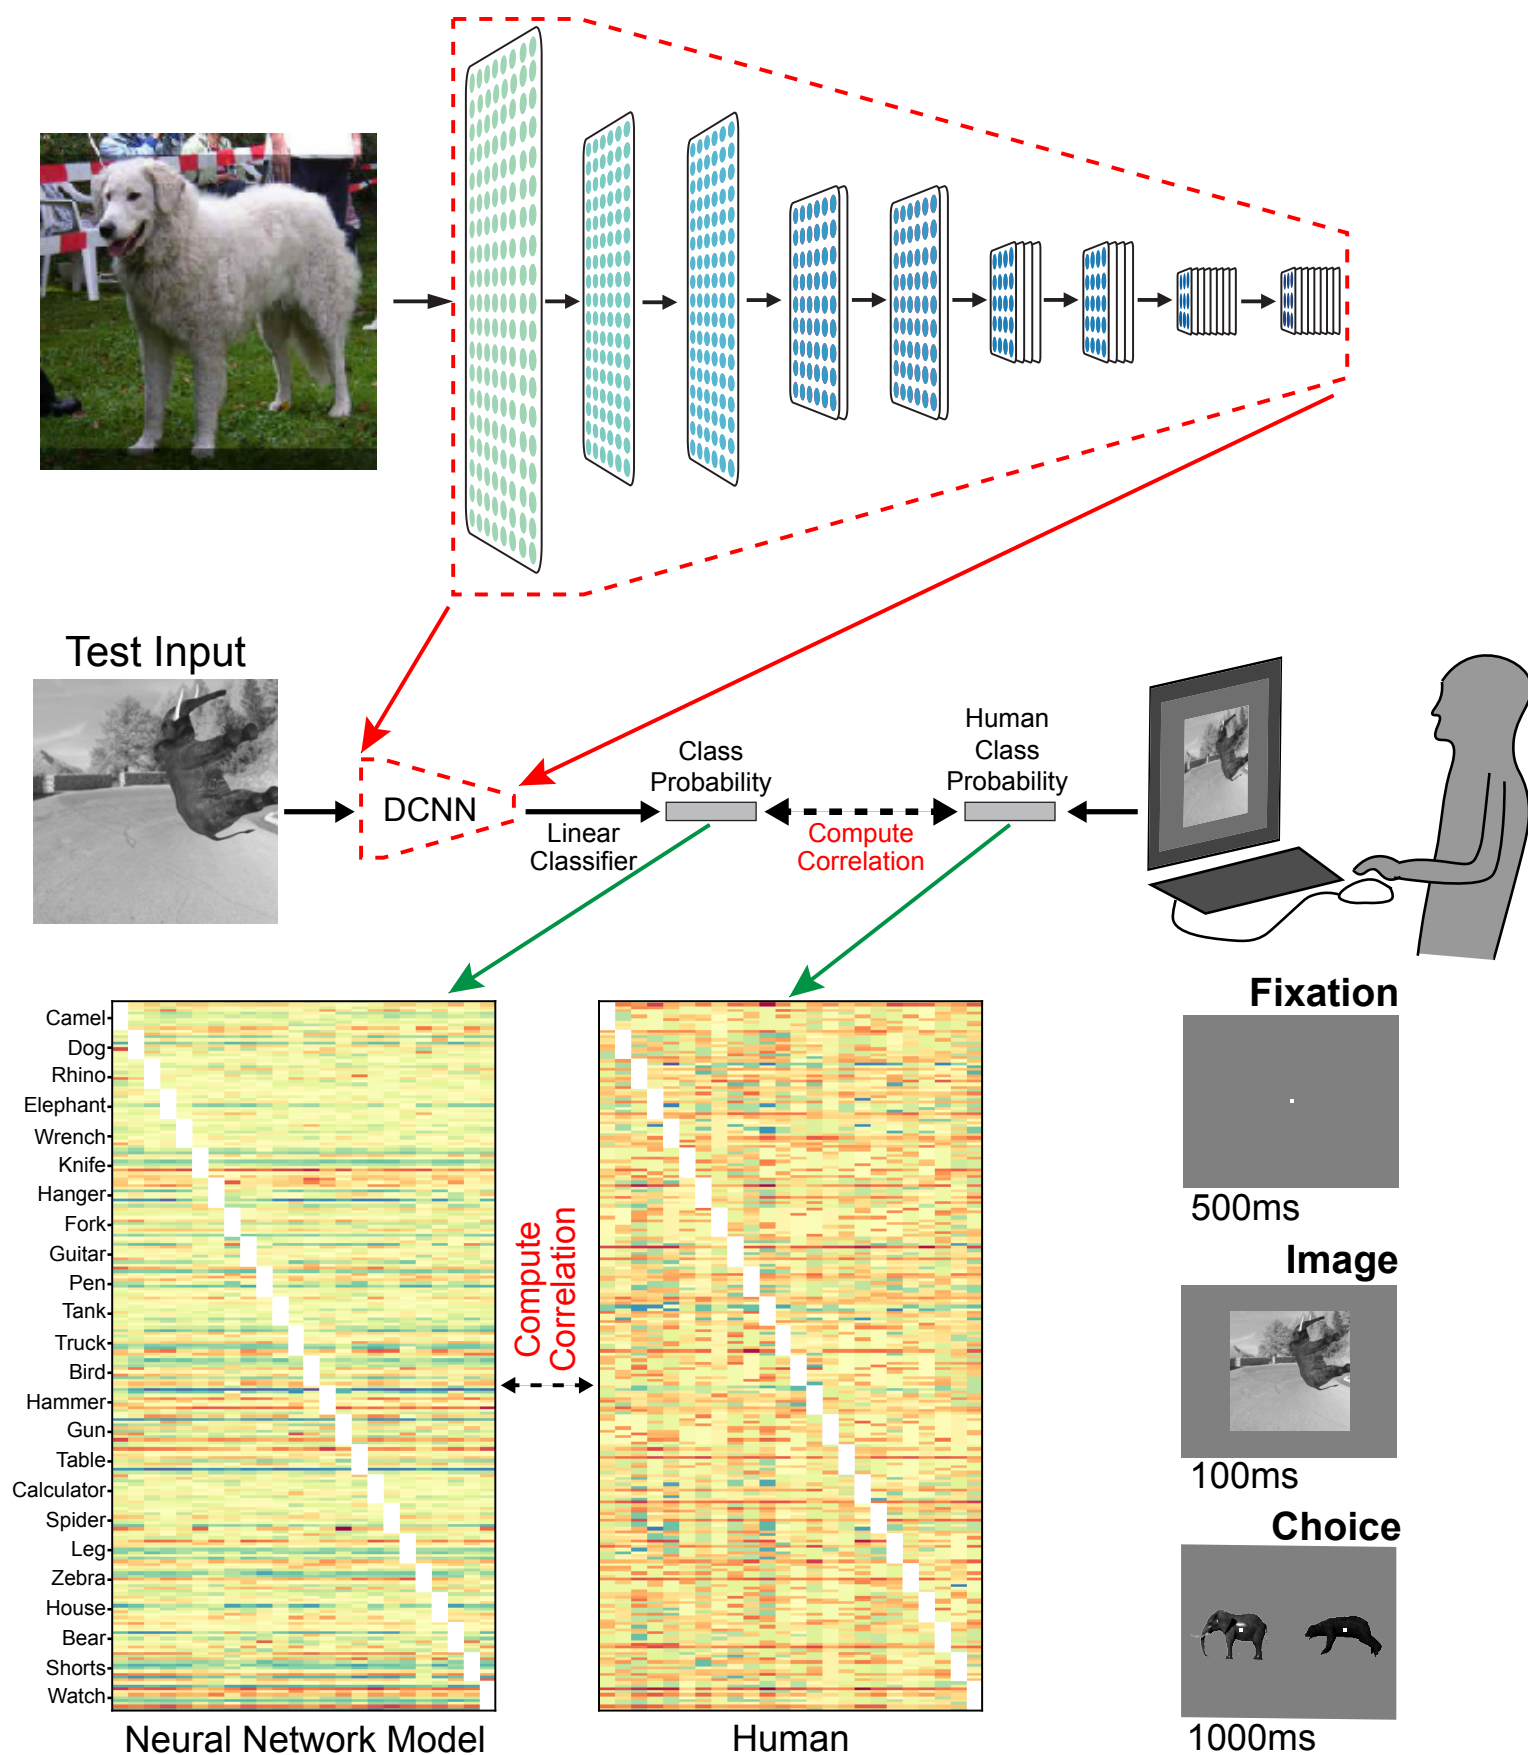 Test Input
DCNN
Linear
Classifier
Class
Probability
Compute
Correlation
Human
Class
Probability
Camel
Dog
Rhino
Elephant
Wrench
Knife
Hanger
Fork
Guitar
Pen
Tank
Truck
Bird
Hammer
Gun
Table
Calculator
Spider
Leg
Zebra
House
Bear
Shorts
Watch
Neural Network Model
Compute
Correlation
Human
Fixation
500ms
Image
100ms
Choice
1000ms